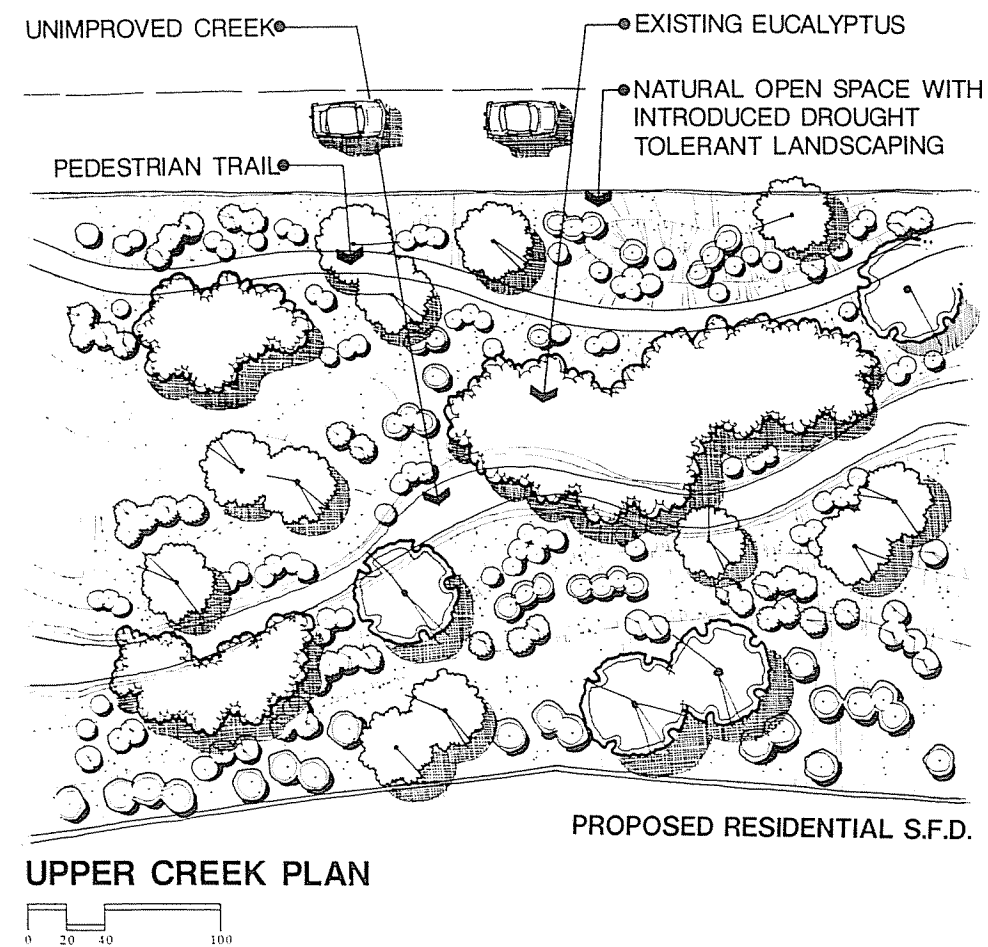 UNIMPROVED CREEK
EXISTING EUCALYPTUS
NATURAL OPEN SPACE WITH
INTRODUCED DROUGHT
TOLERANT LANDSCAPING
PEDESTRIAN TRAIL
PROPOSED RESIDENTIAL S.F.D.
UPPER CREEK PLAN
0 20 40 100